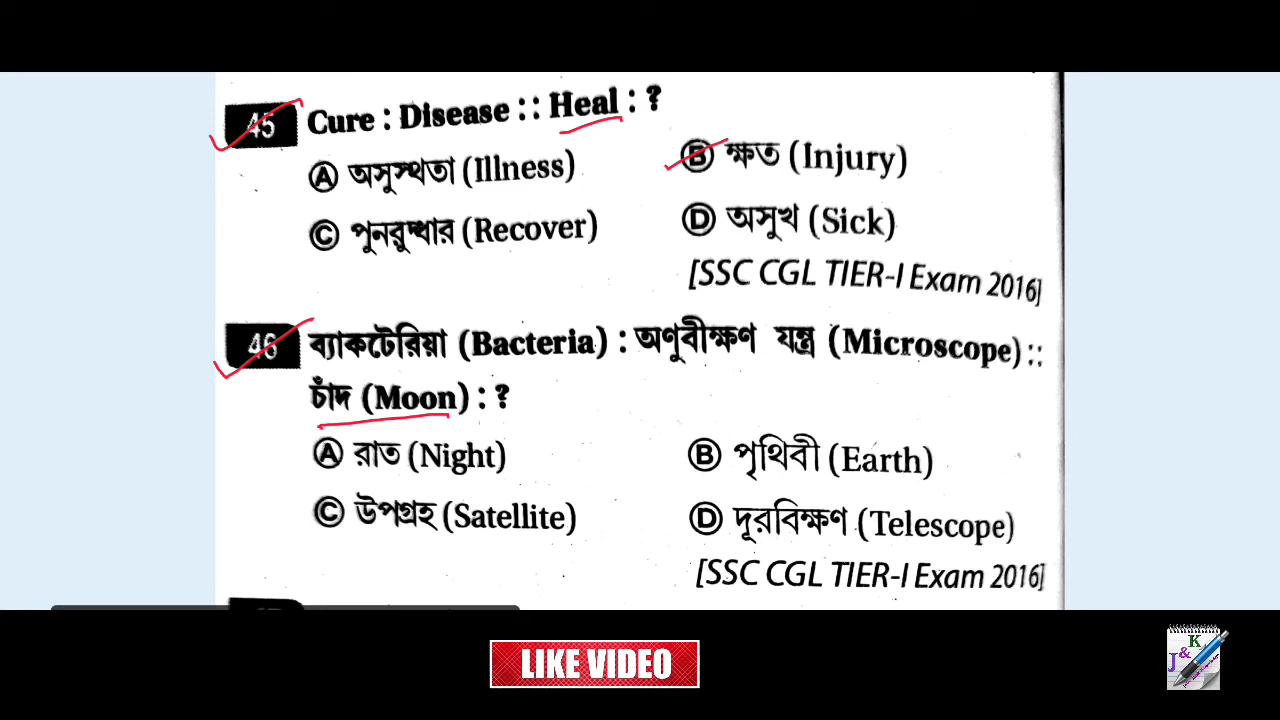 45 Cure : Disease : : Heal : ?
A অসুস্থতা (Illness) B ক্ষত (Injury)
C পুনরুদ্ধার (Recover) D অসুখ (Sick)
[SSC CGL TIER-I Exam 2016]
46 ব্যাকটেরিয়া (Bacteria) : অণুবীক্ষণ যন্ত্র (Microscope) ::
চাঁদ (Moon) : ?
A রাত (Night) B পৃথিবী (Earth)
C উপগ্রহ (Satellite) D দূরবিক্ষণ (Telescope)
[SSC CGL TIER-I Exam 2016]
LIKE VIDEO
J & K